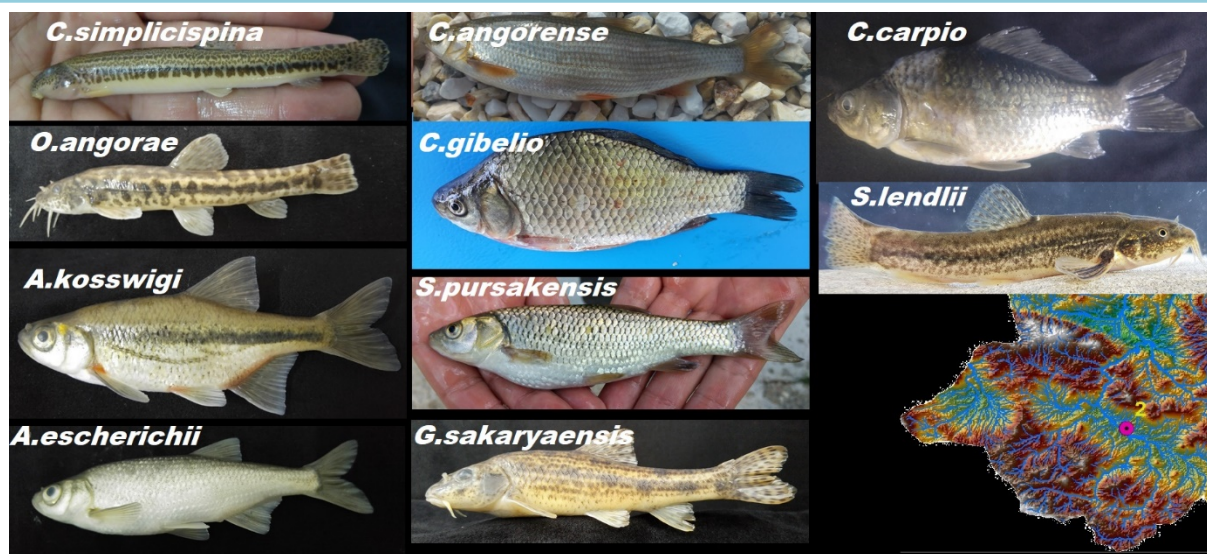 C.simplicispina
O.angorae
A.kosswigi
A.escherichii
C.angorense
C.gibelio
S.pursakensis
G.sakaryaensis
C.carpio
S.lendlii
2